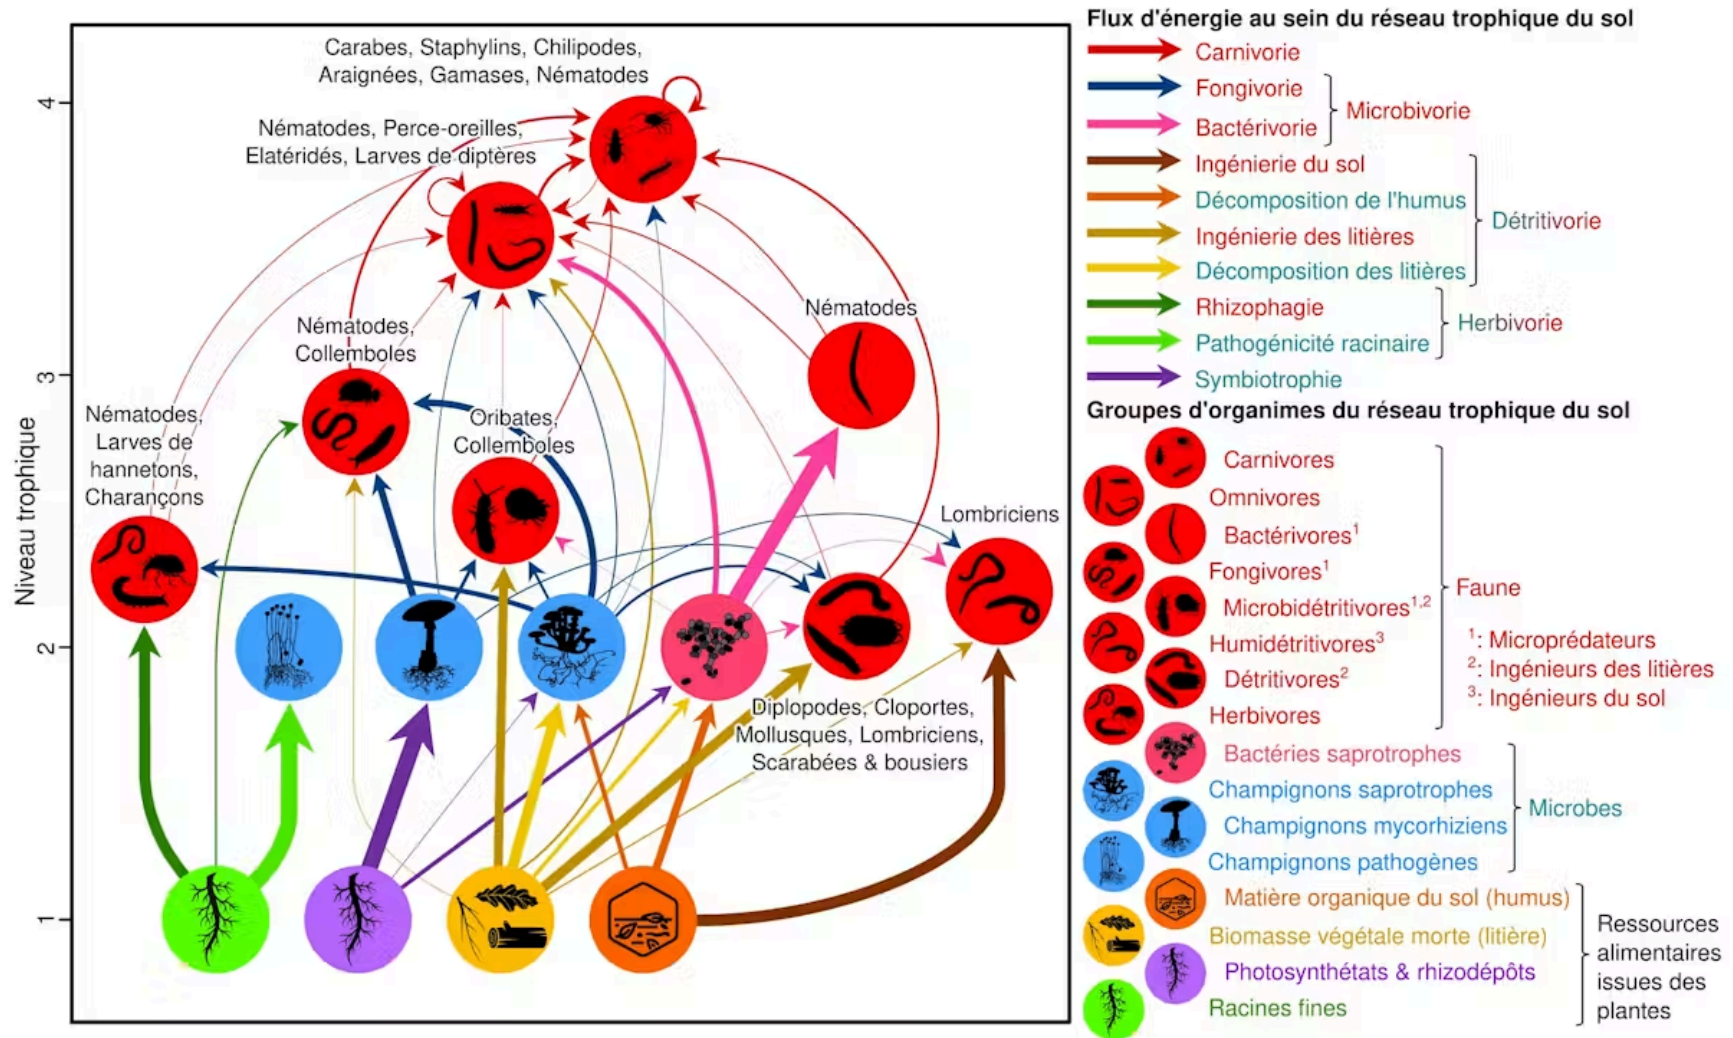 Carabes, Staphylins, Chilipodes,
Araignées, Gamases, Nématodes
Nématodes, Perce-oreilles,
Elatéridés, Larves de diptères
Nématodes
Nématodes,
Collemboles
Nématodes,
Larves de
hannetons,
Charançons
Oribates,
Collemboles
Lombriciens
Diplopodes, Cloportes,
Mollusques, Lombriciens,
Scarabées & bousiers
Niveau trophique
4
3
2
1
Flux d'énergie au sein du réseau trophique du sol
Carnivorie
Fongivorie
Bactérivorie
Microbivorie
Ingénierie du sol
Décomposition de l'humus
Ingénierie des litières
Décomposition des litières
Détritivorie
Rhizophagie
Pathogénicité racinaire
Herbivorie
Symbiotrophie
Groupes d'organimes du réseau trophique du sol
Carnivores
Omnivores
Bactérivores¹
Fongivores¹
Microbidétritivores¹,²
Humidétritivores³
Détritivores²
Herbivores
Faune
¹: Microprédateurs
²: Ingénieurs des litières
³: Ingénieurs du sol
Bactéries saprotrophes
Champignons saprotrophes
Champignons mycorhiziens
Champignons pathogènes
Microbes
Matière organique du sol (humus)
Biomasse végétale morte (litière)
Photosynthétats & rhizodépôts
Racines fines
Ressources
alimentaires
issues des
plantes